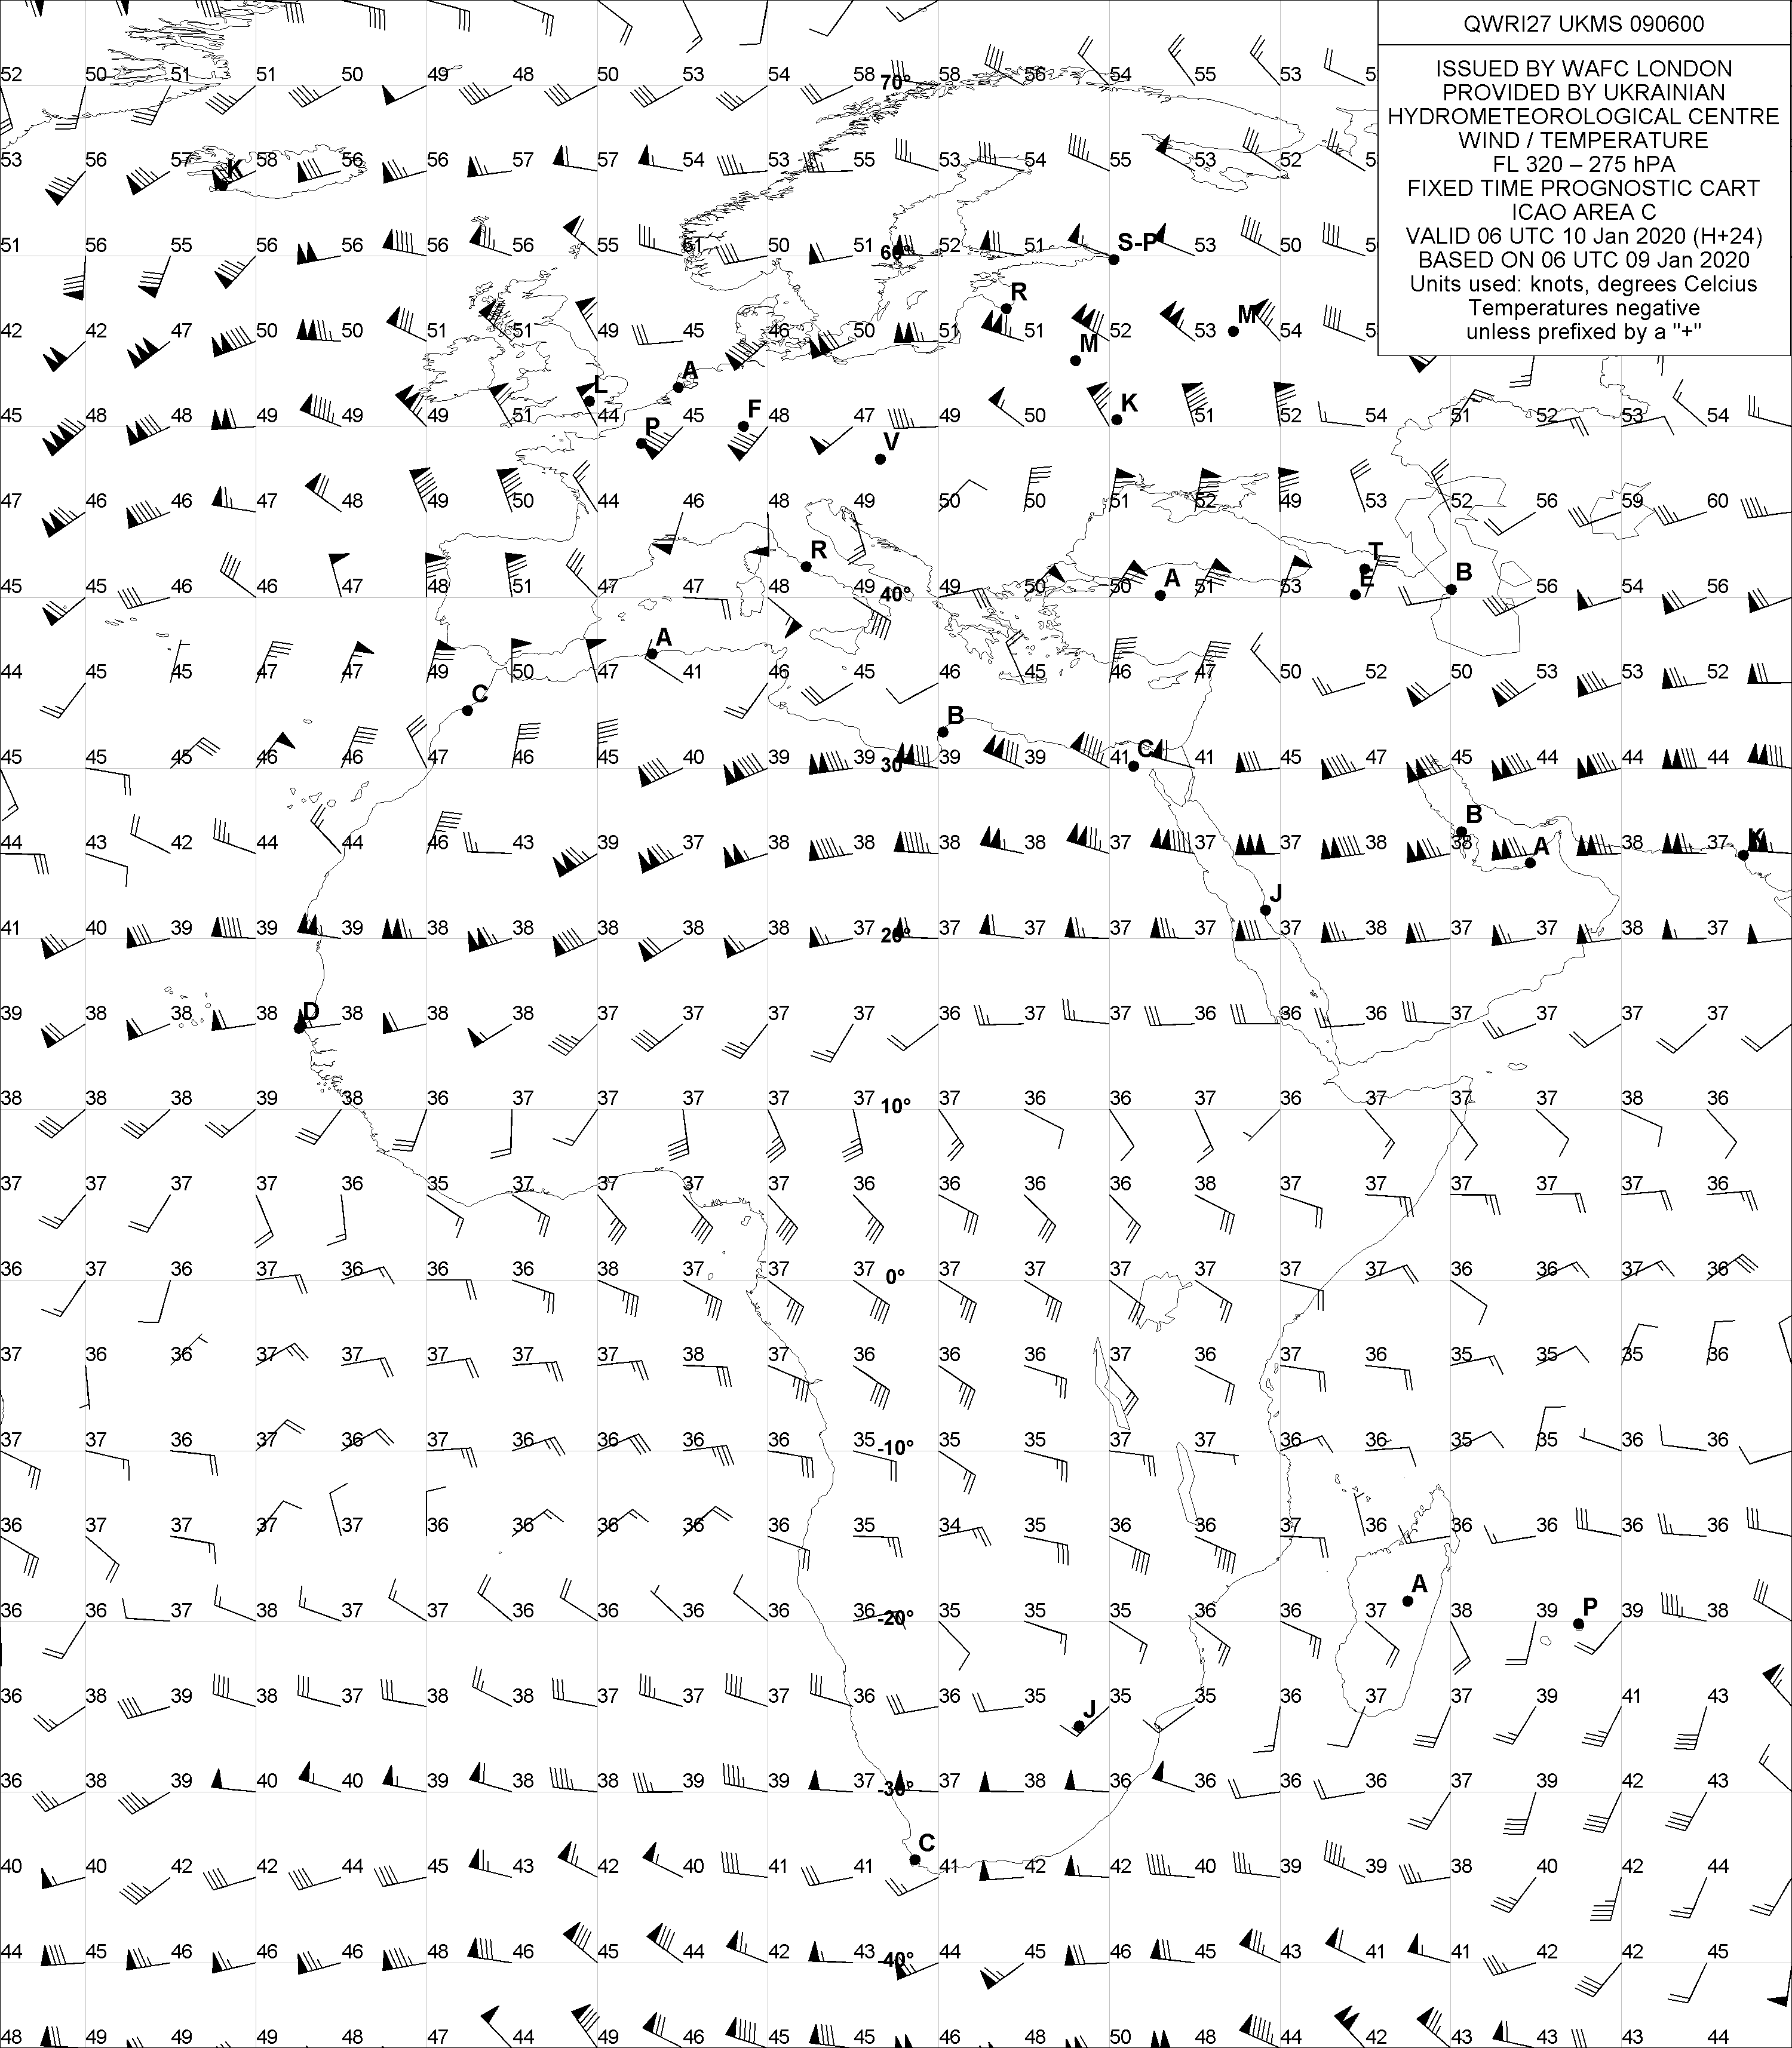 QWRI27 UKMS 090600
ISSUED BY WAFC LONDON
PROVIDED BY UKRAINIAN
HYDROMETEOROLOGICAL CENTRE
WIND / TEMPERATURE
FL 320 – 275 hPA
FIXED TIME PROGNOSTIC CART
ICAO AREA C
VALID 06 UTC 10 Jan 2020 (H+24)
BASED ON 06 UTC 09 Jan 2020
Units used: knots, degrees Celcius
Temperatures negative
unless prefixed by a "+"
52 50 51 51 50 49 48 50 53 54 58 70° 58 56 54 55 53 5
53 56 57 K 58 56 56 57 57 54 53 55 53 54 55 53 52 5
51 56 55 56 56 56 56 55 51 50 51 60° 52 51 S-P 53 50 5
R
42 42 47 50 50 51 51 49 45 46 50 51 51 52 53 M 54 5
M
A
L
45 48 48 49 49 49 51 44 P 45 F 48 47 49 50 K 51 52 54 51 52 53 54
V
47 46 46 47 48 49 50 44 46 48 49 50 50 51 52 49 53 52 56 59 60
R T
45 45 46 46 47 48 51 47 47 49 40° 49 50 50 A 51 53 E B 56 54 56
A
44 45 45 47 47 49 50 47 41 46 45 46 45 46 47 50 52 50 53 53 52
C
B
45 45 45 46 46 47 46 45 40 39 39 30° 39 39 41 C 41 45 47 45 44 44 44
B
44 43 42 44 44 46 43 39 37 38 38 38 38 37 37 38 38 38 A 38 37 K
J
41 40 39 39 39 38 38 38 38 38 37 20° 37 37 37 37 37 38 37 37 38 37
39 38 38 38 D 38 38 38 37 37 37 37 36 37 37 36 36 36 37 37 37 37
38 38 38 39 38 36 37 37 37 37 37 10° 37 36 36 37 36 37 37 37 38 36
37 37 37 37 36 35 37 37 37 37 36 36 36 36 38 37 37 37 37 37 36
36 37 36 37 36 36 36 38 37 37 37 0° 37 37 37 37 37 37 36 36 37 36
37 36 36 37 37 37 37 37 38 37 36 36 36 37 36 37 36 35 35 35 36
37 37 36 37 36 37 36 36 36 36 35 -10° 35 35 37 37 36 36 35 35 36 36
36 37 37 37 37 36 36 36 36 36 35 34 35 36 36 37 36 36 36 36 36
A
36 36 37 38 37 37 36 36 36 36 36 -20° 35 35 35 36 36 37 38 39 P 39 38
36 38 39 38 37 38 38 37 37 37 36 36 35 J 35 35 36 37 37 39 41 43
36 38 39 40 40 39 38 38 39 39 37 -30° 37 38 36 36 36 36 37 39 42 43
C
40 40 42 42 44 45 43 42 40 41 41 41 42 42 40 39 39 38 40 42 44
44 45 46 46 46 48 46 45 44 42 43 -40° 44 45 46 45 43 41 41 42 42 45
48 49 49 49 48 47 44 49 46 45 45 46 48 50 48 44 42 43 43 43 44